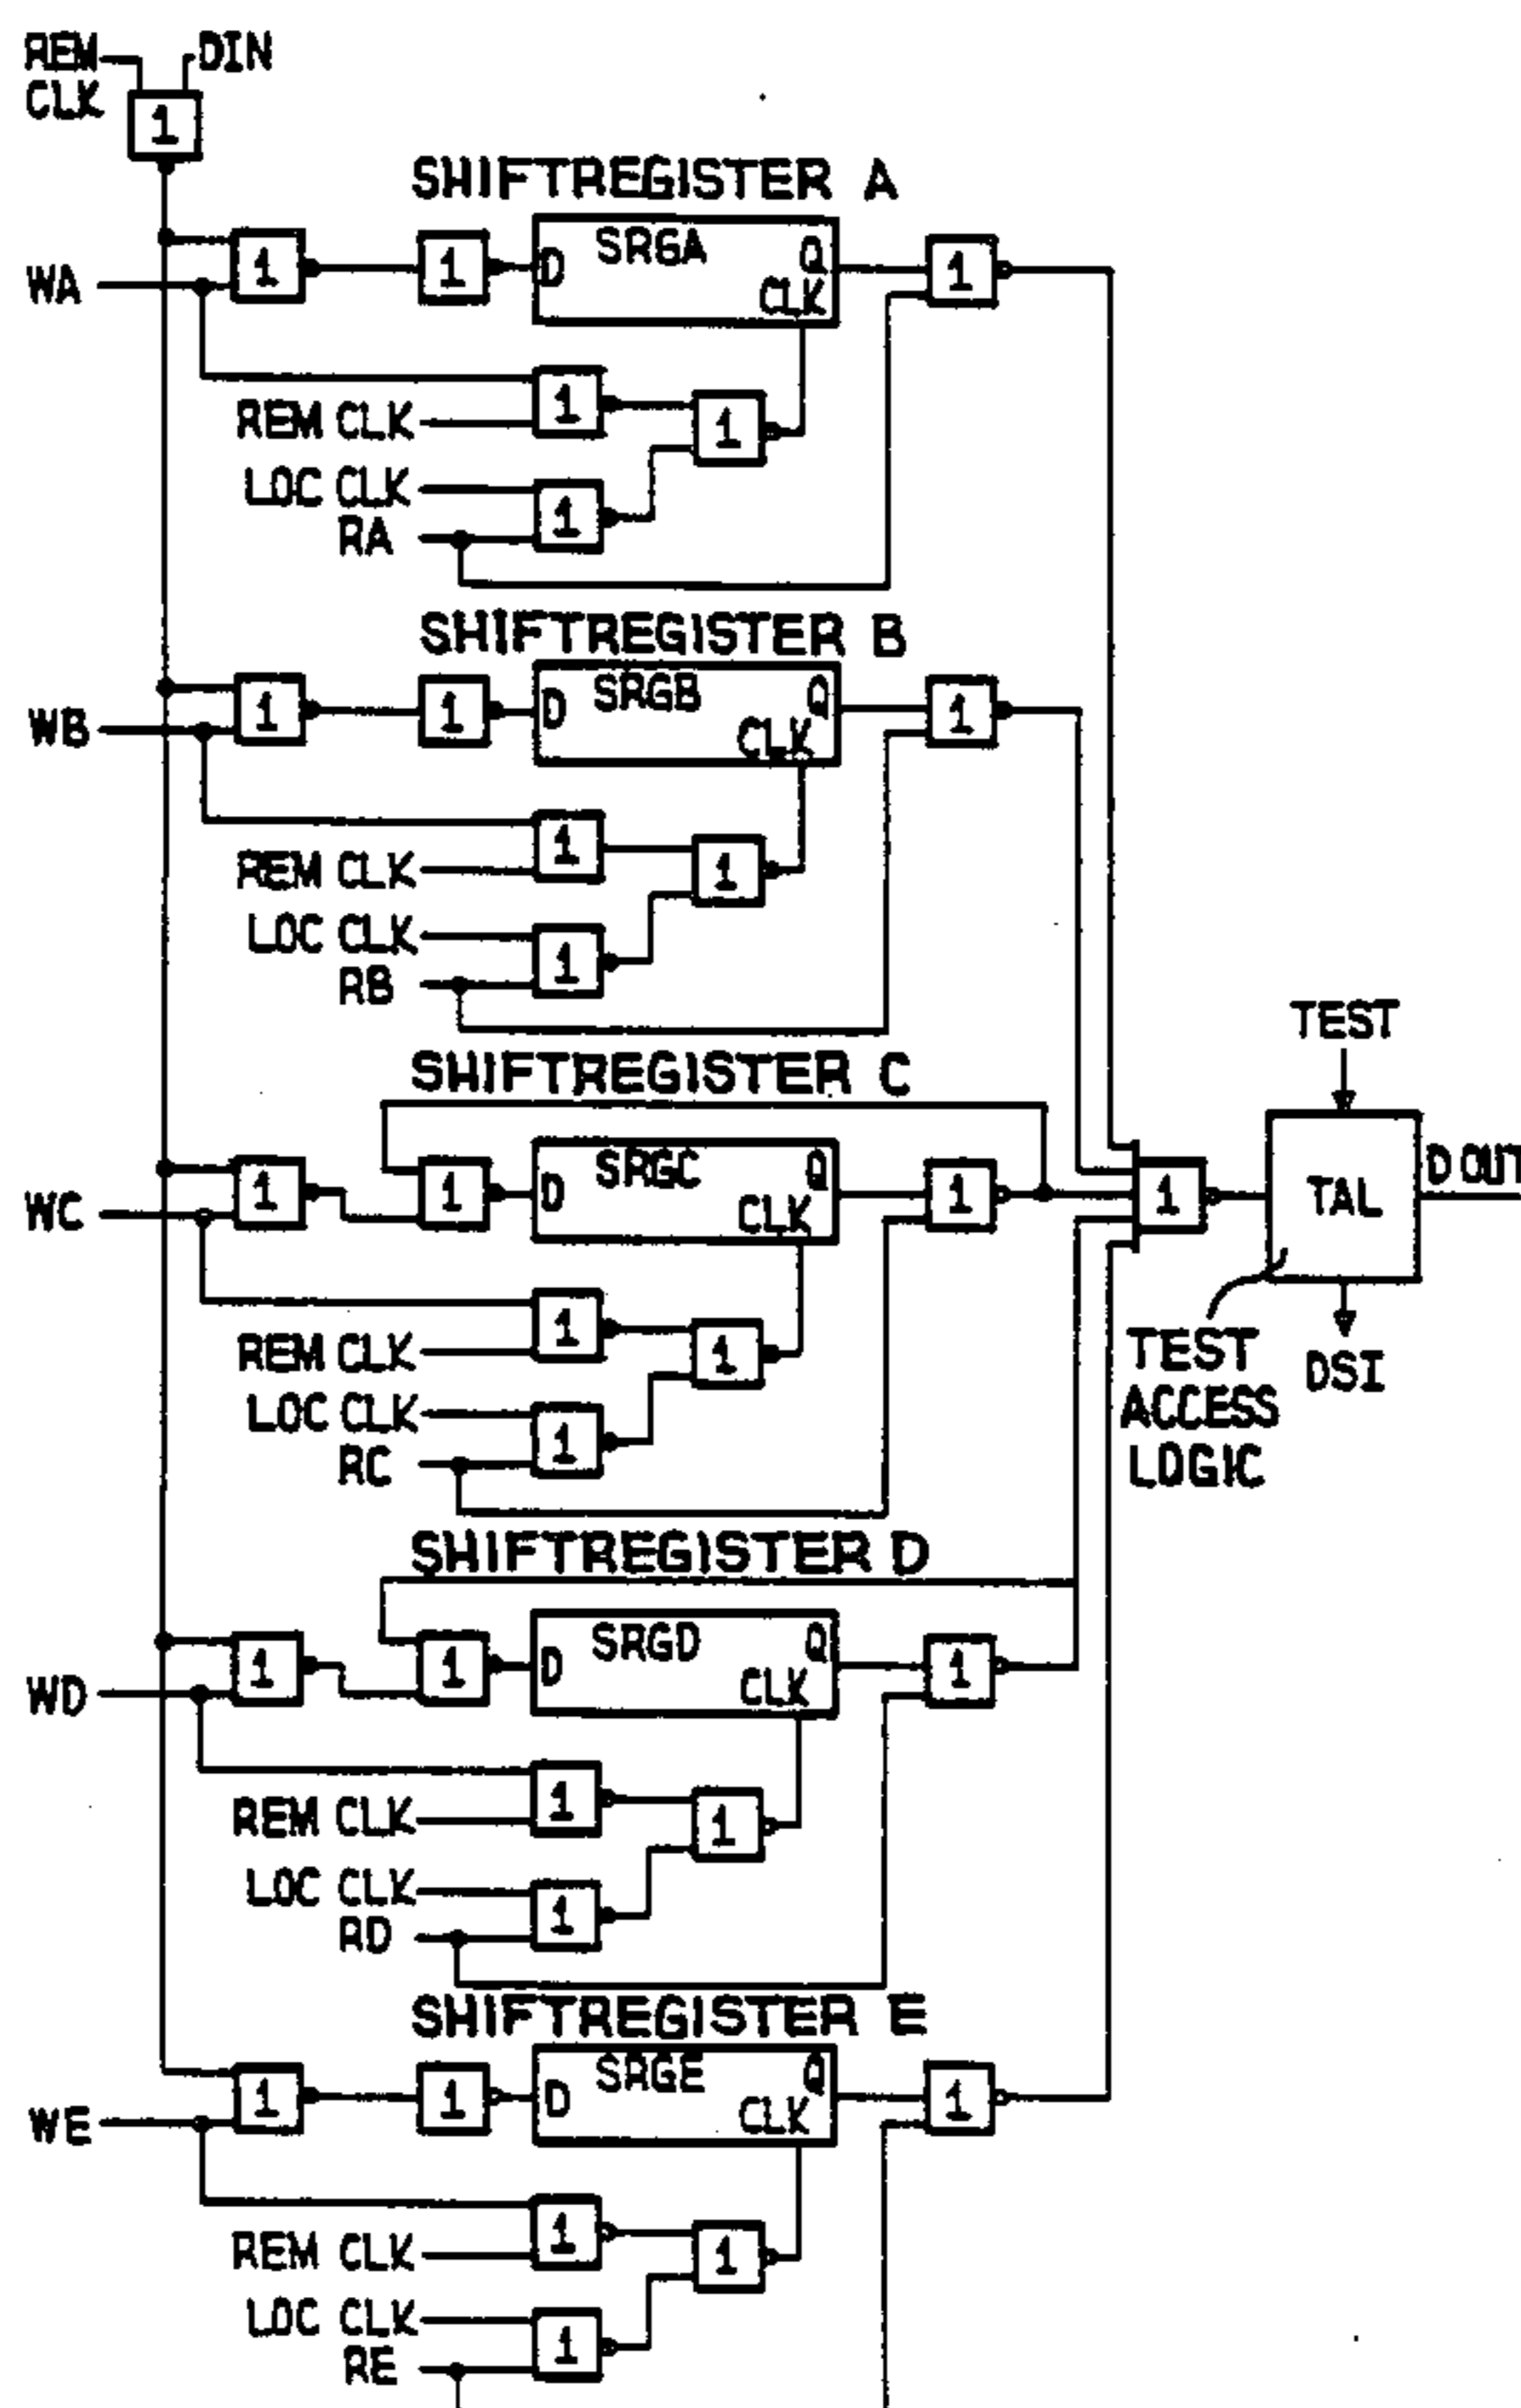 REM DIN
CLK
1
SHIFTREGISTER A
WA 1 1 D SRGA Q CLK 1
REM CLK 1
1
LOC CLK 1
RA
SHIFTREGISTER B
WB 1 1 D SRGB Q CLK 1
REM CLK 1
1
LOC CLK 1
RB
TEST
SHIFTREGISTER C
WC 1 1 D SRGC Q CLK 1 1 TAL D OUT
REM CLK 1
1
TEST
ACCESS
LOGIC
DSI
LOC CLK 1
RC
SHIFTREGISTER D
WD 1 1 D SRGD Q CLK 1
REM CLK 1
1
LOC CLK 1
RD
SHIFTREGISTER E
WE 1 1 D SRGE Q CLK 1
REM CLK 1
1
LOC CLK 1
RE